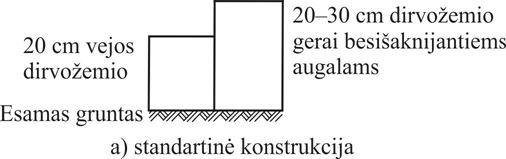 20 cm vejos
dirvožemio
20–30 cm dirvožemio
gerai besišaknijantiems
augalams
Esamas gruntas
a) standartinė konstrukcija